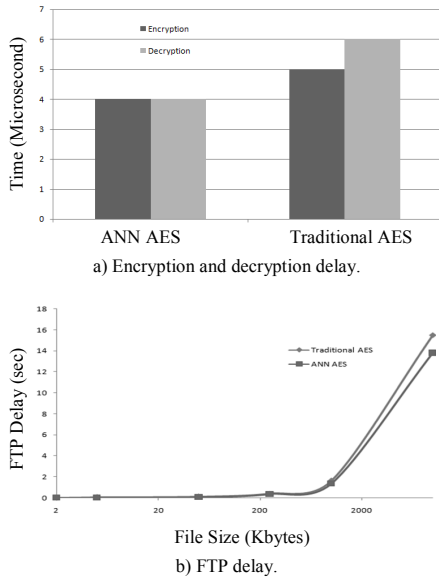 7
6
5
4
3
2
1
0
Time (Microsecond)
Encryption
Decryption
ANN AES
Traditional AES
a) Encryption and decryption delay.
18
16
14
12
10
8
6
4
2
0
FTP Delay (sec)
Traditional AES
ANN AES
2
20
200
2000
File Size (Kbytes)
b) FTP delay.